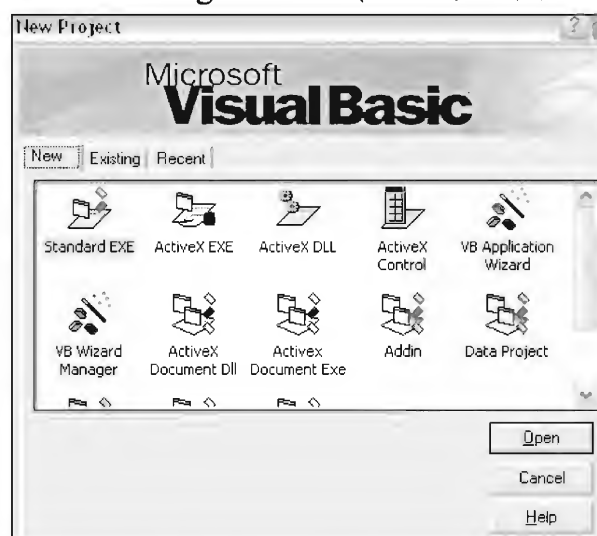 New Project
Microsoft
Visual Basic
New Existing Recent
Standard EXE ActiveX EXE ActiveX DLL ActiveX Control VB Application Wizard
VB Wizard Manager ActiveX Document Dll Activex Document Exe Addin Data Project
Open
Cancel
Help